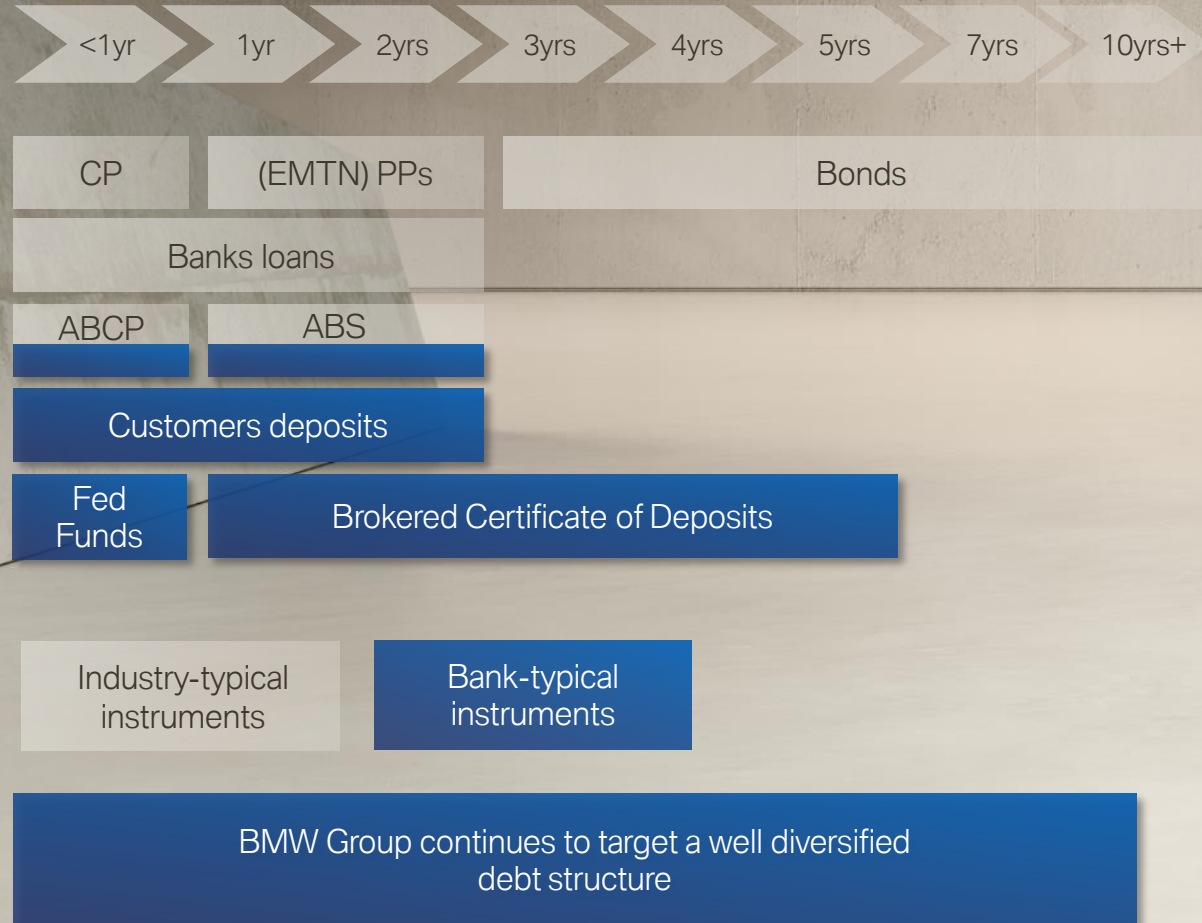 <1yr
1yr
2yrs
3yrs
4yrs
5yrs
7yrs
10yrs+
CP
(EMTN) PPs
Bonds
Banks loans
ABCP
ABS
Customers deposits
Fed
Funds
Brokered Certificate of Deposits
Industry-typical
instruments
Bank-typical
instruments
BMW Group continues to target a well diversified
debt structure